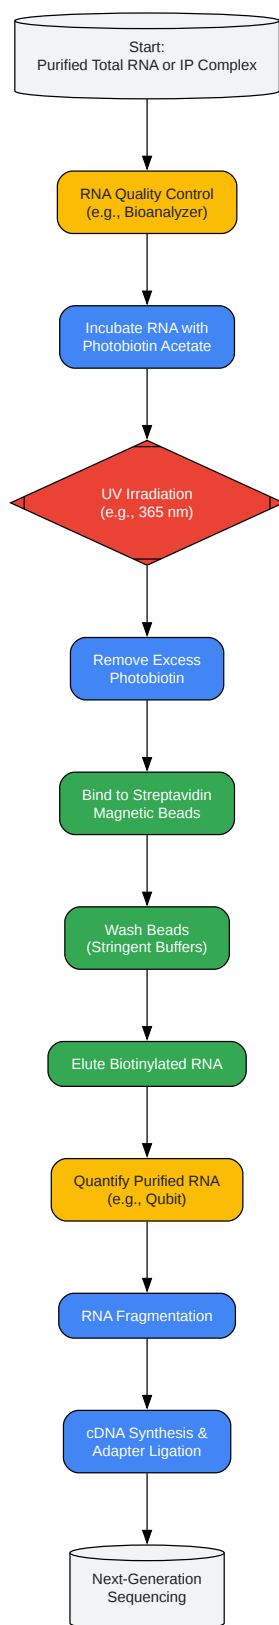 Start:
Purified Total RNA or IP Complex
RNA Quality Control
(e.g., Bioanalyzer)
Incubate RNA with
Photobiotin Acetate
UV Irradiation
(e.g., 365 nm)
Remove Excess
Photobiotin
Bind to Streptavidin
Magnetic Beads
Wash Beads
(Stringent Buffers)
Elute Biotinylated RNA
Quantify Purified RNA
(e.g., Qubit)
RNA Fragmentation
cDNA Synthesis &
Adapter Ligation
Next-Generation
Sequencing